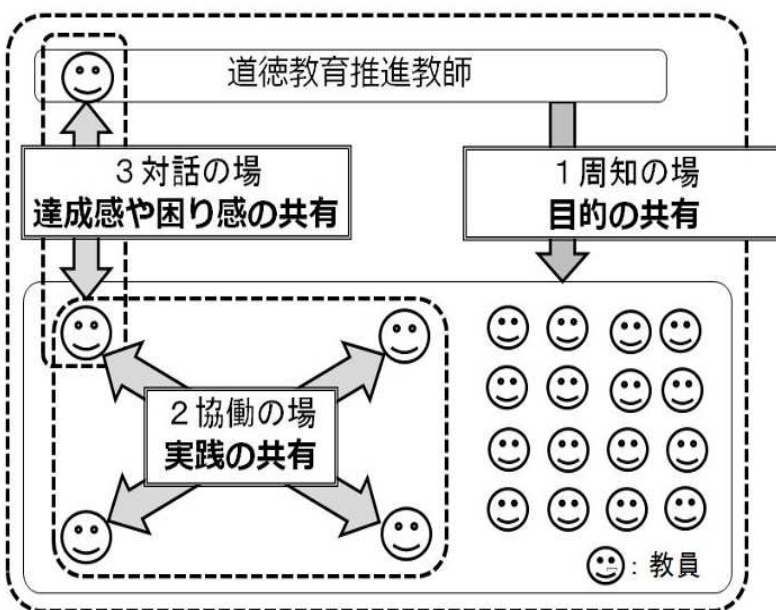 道徳教育推進教師
3対話の場
達成感や困り感の共有
1周知の場
目的の共有
2協働の場
実践の共有
:教員